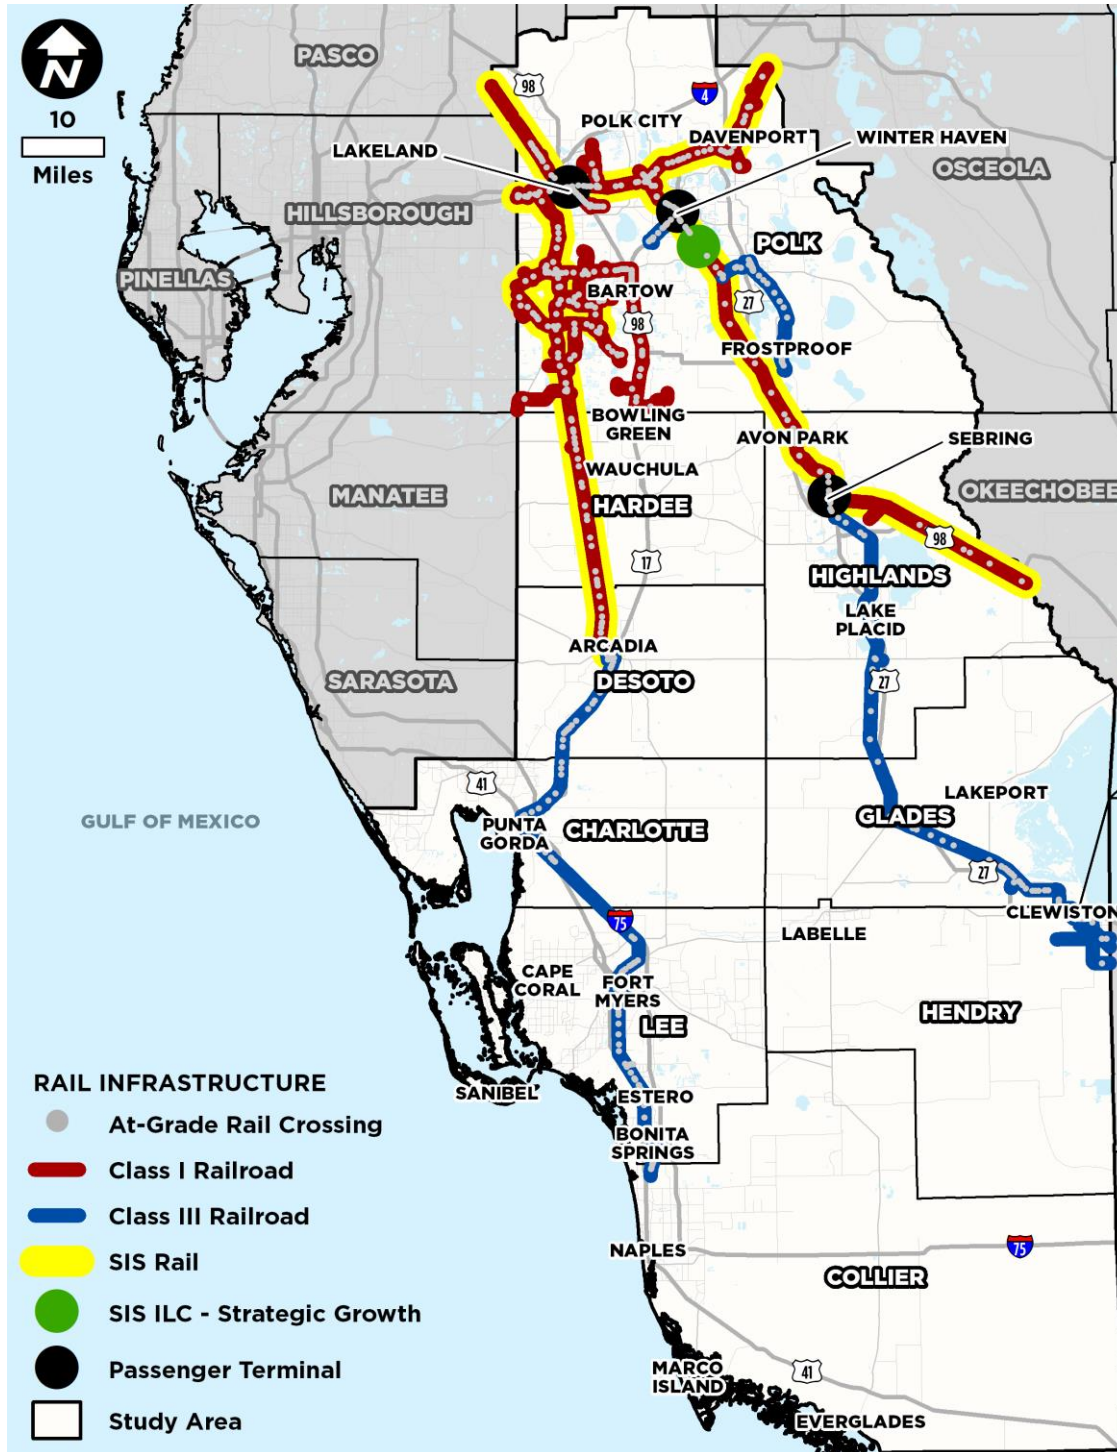 N
10
Miles
PASCO
98
4
POLK CITY
DAVENPORT
WINTER HAVEN
LAKELAND
OSCEOLA
HILLSBOROUGH
POLK
PINELLAS
BARTOW
27
98
FROSTPROOF
BOWLING
GREEN
AVON PARK
SEBRING
WAUCHULA
MANATEE
OKEECHOBEE
HARDEE
98
17
HIGHLANDS
LAKE
PLACID
ARCADIA
SARASOTA
DESOTO
27
41
LAKEPORT
GULF OF MEXICO
PUNTA
GORDA
CHARLOTTE
GLADES
27
75
CLEWISTON
LABELLE
CAPE
CORAL
FORT
MYERS
HENDRY
LEE
SANIBEL
ESTERO
BONITA
SPRINGS
NAPLES
75
COLLIER
MARCO
ISLAND
41
EVERGLADES
RAIL INFRASTRUCTURE
At-Grade Rail Crossing
Class I Railroad
Class III Railroad
SIS Rail
SIS ILC - Strategic Growth
Passenger Terminal
Study Area